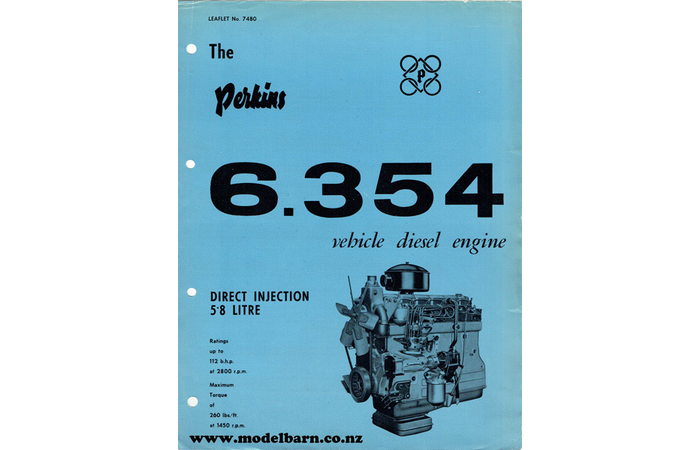 LEAFLET No. 7480
The
Perkins
P
6.354
vehicle diesel engine
DIRECT INJECTION
5·8 LITRE
Ratings
up to
112 b.h.p.
at 2800 r.p.m.
Maximum
Torque
of
260 lbs./ft.
at 1450 r.p.m.
www.modelbarn.co.nz